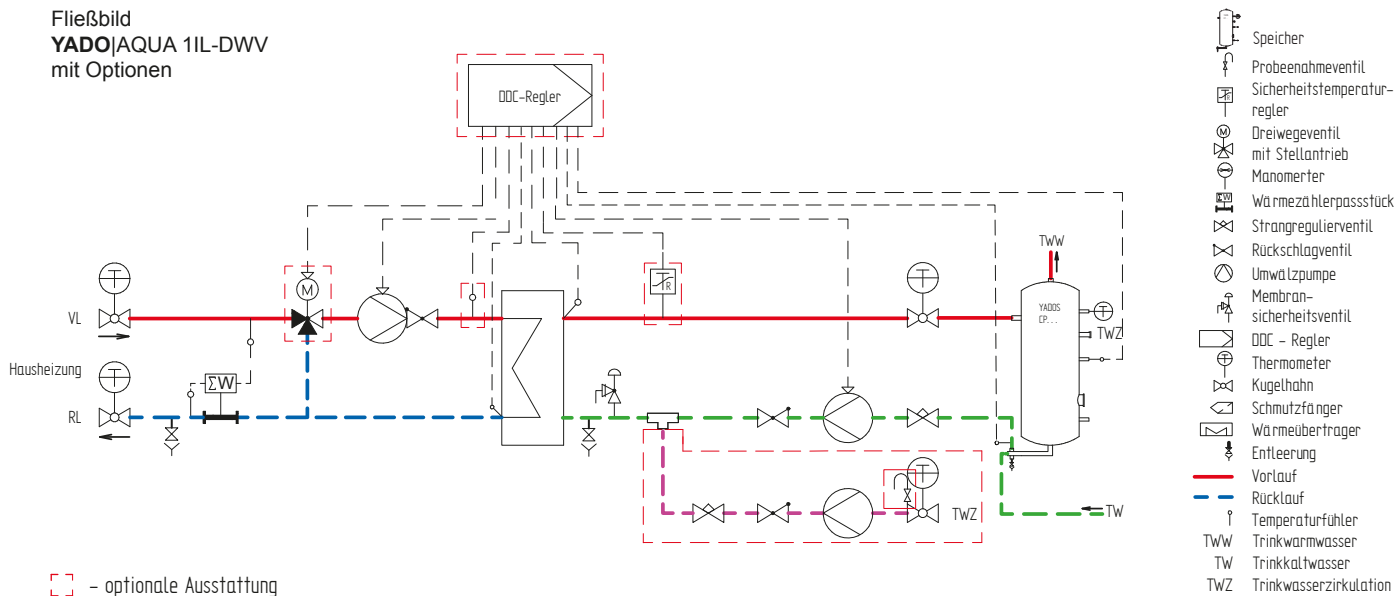 Fließbild
YADO|AQUA 1IL-DWV
mit Optionen
DDC-Regler
M
T
VL
R
T
TWW
YADOS
CP...
T
TWZ
Hausheizung
T
ΣW
RL
T
TWZ
TW
- optionale Ausstattung
Speicher
Probeenahmeventil
R
Sicherheitstemperatur-
regler
M
Dreiwegeventil
mit Stellantrieb
Manomerter
ΣW
Wärmezählerpassstück
Strangregulierventil
Rückschlagventil
Umwälzpumpe
Membran-
sicherheitsventil
DDC - Regler
T
Thermometer
Kugelhahn
Schmutzfänger
Wärmeübertrager
Entleerung
Vorlauf
Rücklauf
Temperaturfühler
TWW Trinkwarmwasser
TW Trinkkaltwasser
TWZ Trinkwasserzirkulation